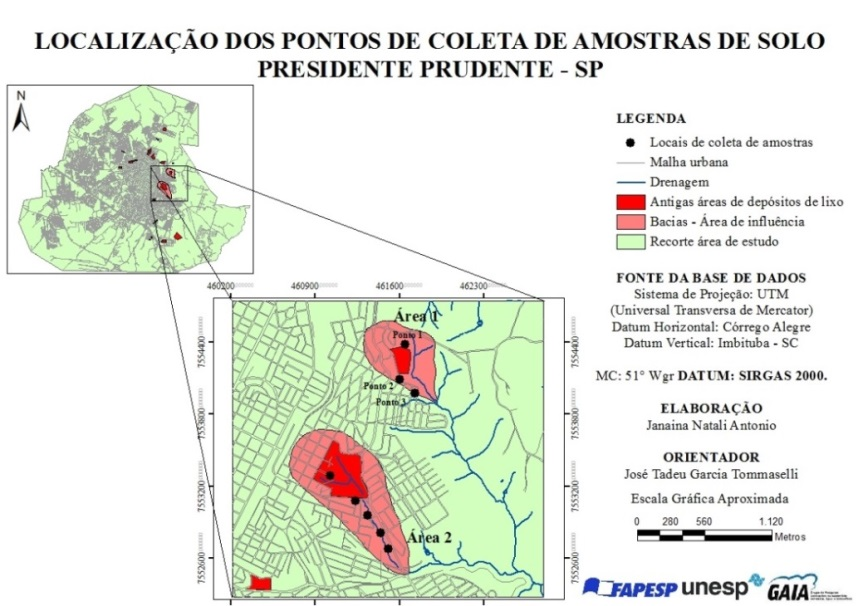 LOCALIZAÇÃO DOS PONTOS DE COLETA DE AMOSTRAS DE SOLO
PRESIDENTE PRUDENTE - SP
N
LEGENDA
Locais de coleta de amostras
Malha urbana
Drenagem
Antigas áreas de depósitos de lixo
Bacias - Área de influência
Recorte área de estudo
FONTE DA BASE DE DADOS
Sistema de Projeção: UTM
(Universal Transversa de Mercator)
Datum Horizontal: Córrego Alegre
Datum Vertical: Imbituba - SC
MC: 51° Wgr DATUM: SIRGAS 2000.
ELABORAÇÃO
Janaina Natali Antonio
ORIENTADOR
José Tadeu Garcia Tommaselli
Escala Gráfica Aproximada
0 280 560 1.120
Metros
460200 460900 461600 462300
7554400 7554400
7553800 7553800
7553200 7553200
7552600 7552600
Área 1
Ponto 1
Ponto 2
Ponto 3
Área 2
FAPESP unesp GAIA